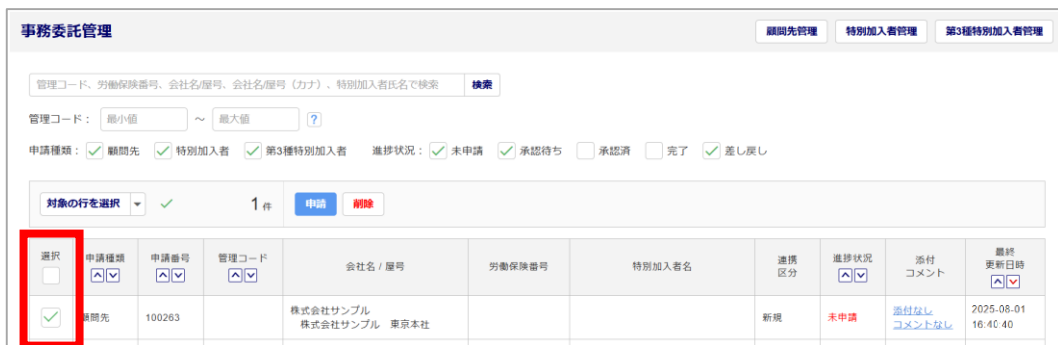 事務委託管理
顧問先管理 特別加入者管理 第3種特別加入者管理
管理コード、労働保険番号、会社名/屋号、会社名/屋号（カナ）、特別加入者氏名で検索 検索
管理コード： 最小値 ～ 最大値 ?
申請種類： 顧問先 特別加入者 第3種特別加入者 進捗状況： 未申請 承認待ち 承認済 完了 差し戻し
対象の行を選択 1 件 申請 削除
選択 申請種類 申請番号 管理コード 会社名 / 屋号 労働保険番号 特別加入者名 連携区分 進捗状況 添付コメント 最終更新日時
顧問先 100263 株式会社サンプル 新規 未申請 添付なし 2025-08-01
株式会社サンプル 東京本社 コメントなし 16:40:40